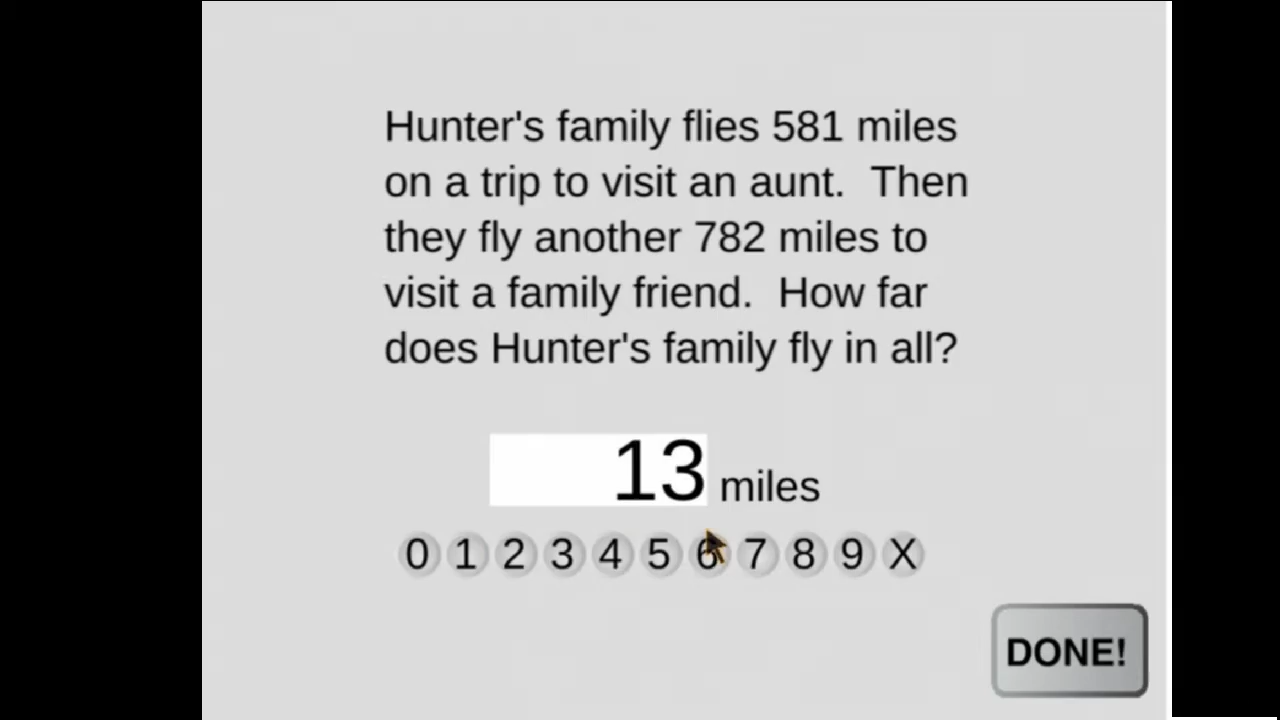 Hunter's family flies 581 miles
on a trip to visit an aunt.  Then
they fly another 782 miles to
visit a family friend.  How far
does Hunter's family fly in all?
13 miles
0 1 2 3 4 5 6 7 8 9 X
DONE!